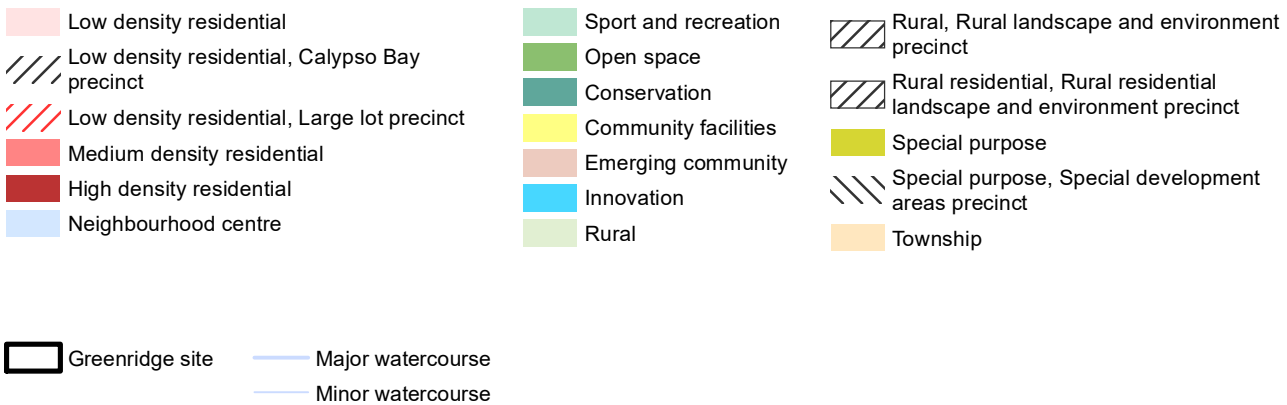 Low density residential
Low density residential, Calypso Bay
precinct
Low density residential, Large lot precinct
Medium density residential
High density residential
Neighbourhood centre
Sport and recreation
Open space
Conservation
Community facilities
Emerging community
Innovation
Rural
Rural, Rural landscape and environment
precinct
Rural residential, Rural residential
landscape and environment precinct
Special purpose
Special purpose, Special development
areas precinct
Township
Greenridge site
Major watercourse
Minor watercourse